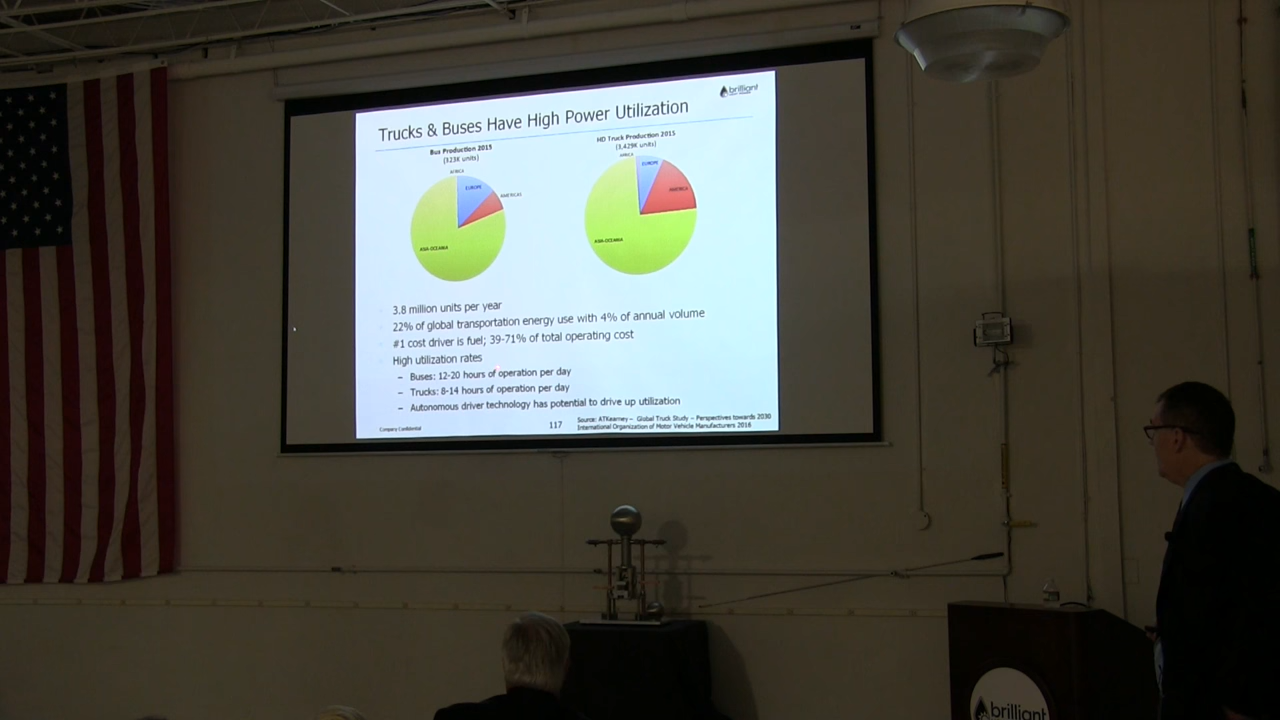 brilliant
Trucks & Buses Have High Power Utilization
Bus Production 2015
(323K units)
AFRICA
EUROPE
AMERICAS
ASIA-OCEANIA
HD Truck Production 2015
(3,429K units)
AFRICA
EUROPE
AMERICA
ASIA-OCEANIA
3.8 million units per year
22% of global transportation energy use with 4% of annual volume
#1 cost driver is fuel; 39-71% of total operating cost
High utilization rates
– Buses: 12-20 hours of operation per day
– Trucks: 8-14 hours of operation per day
– Autonomous driver technology has potential to drive up utilization
Company Confidential
117
Source: ATKearney – Global Truck Study – Perspectives towards 2030
International Organization of Motor Vehicle Manufacturers 2016
brilliant